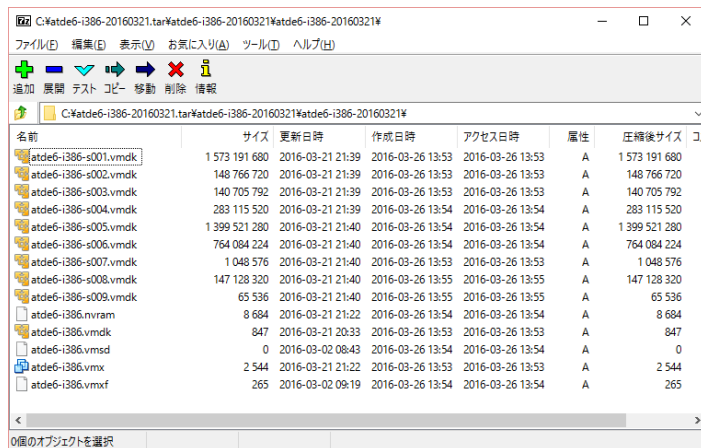 C:¥atde6-i386-20160321.tar¥atde6-i386-20160321¥atde6-i386-20160321¥
ファイル(F) 編集(E) 表示(V) お気に入り(A) ツール(T) ヘルプ(H)
追加 展開 テスト コピー 移動 削除 情報
C:¥atde6-i386-20160321.tar¥atde6-i386-20160321¥atde6-i386-20160321¥
名前 サイズ 更新日時 作成日時 アクセス日時 属性 圧縮後サイズ
atde6-i386-s001.vmdk 1 573 191 680 2016-03-21 21:39 2016-03-26 13:53 2016-03-26 13:53 A 1 573 191 680
atde6-i386-s002.vmdk 148 766 720 2016-03-21 21:39 2016-03-26 13:53 2016-03-26 13:53 A 148 766 720
atde6-i386-s003.vmdk 140 705 792 2016-03-21 21:39 2016-03-26 13:53 2016-03-26 13:53 A 140 705 792
atde6-i386-s004.vmdk 283 115 520 2016-03-21 21:39 2016-03-26 13:54 2016-03-26 13:54 A 283 115 520
atde6-i386-s005.vmdk 1 399 521 280 2016-03-21 21:40 2016-03-26 13:54 2016-03-26 13:54 A 1 399 521 280
atde6-i386-s006.vmdk 764 084 224 2016-03-21 21:40 2016-03-26 13:54 2016-03-26 13:54 A 764 084 224
atde6-i386-s007.vmdk 1 048 576 2016-03-21 21:40 2016-03-26 13:53 2016-03-26 13:53 A 1 048 576
atde6-i386-s008.vmdk 147 128 320 2016-03-21 21:40 2016-03-26 13:55 2016-03-26 13:55 A 147 128 320
atde6-i386-s009.vmdk 65 536 2016-03-21 21:40 2016-03-26 13:55 2016-03-26 13:55 A 65 536
atde6-i386.nvram 8 684 2016-03-21 21:22 2016-03-26 13:54 2016-03-26 13:54 A 8 684
atde6-i386.vmdk 847 2016-03-21 20:33 2016-03-26 13:53 2016-03-26 13:53 A 847
atde6-i386.vmsd 0 2016-03-02 08:43 2016-03-26 13:54 2016-03-26 13:54 A 0
atde6-i386.vmx 2 544 2016-03-21 21:22 2016-03-26 13:53 2016-03-26 13:53 A 2 544
atde6-i386.vmxf 265 2016-03-02 09:19 2016-03-26 13:54 2016-03-26 13:54 A 265
0個のオブジェクトを選択